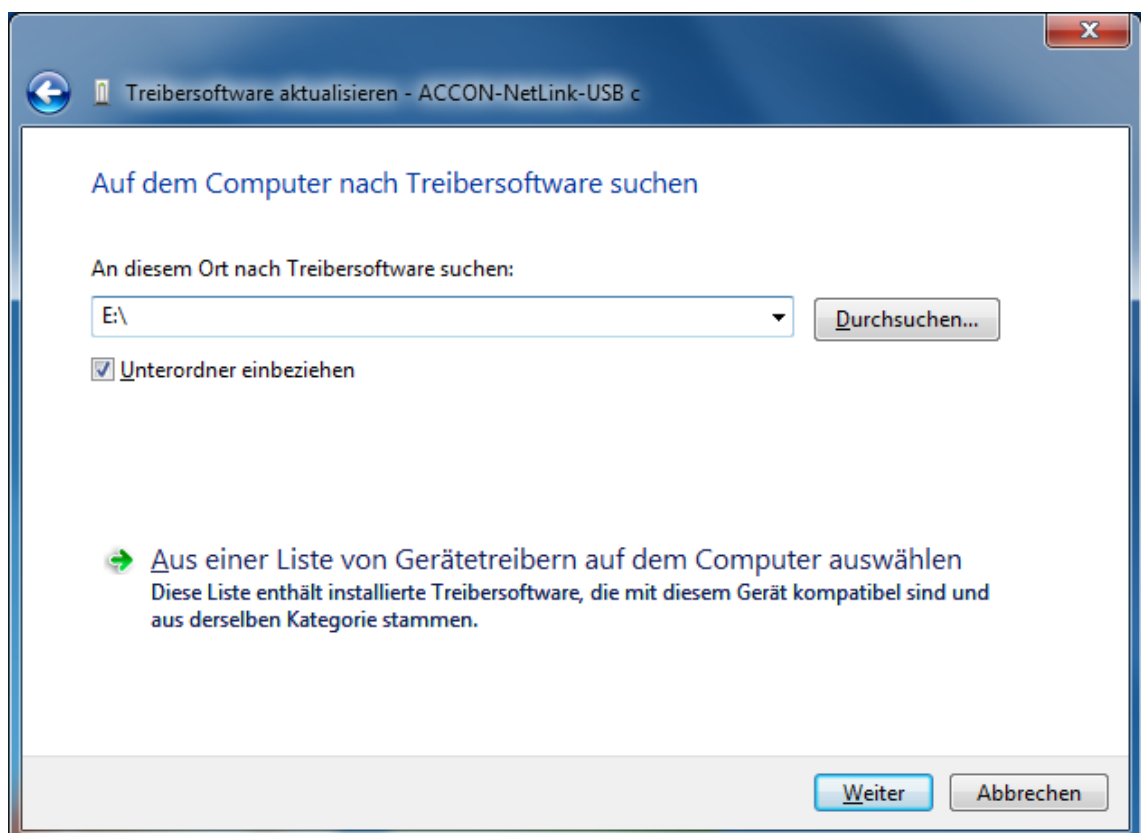 Treibersoftware aktualisieren - ACCON-NetLink-USB c
Auf dem Computer nach Treibersoftware suchen
An diesem Ort nach Treibersoftware suchen:
E:\
Durchsuchen...
Unterordner einbeziehen
Aus einer Liste von Gerätetreibern auf dem Computer auswählen
Diese Liste enthält installierte Treibersoftware, die mit diesem Gerät kompatibel sind und
aus derselben Kategorie stammen.
Weiter
Abbrechen